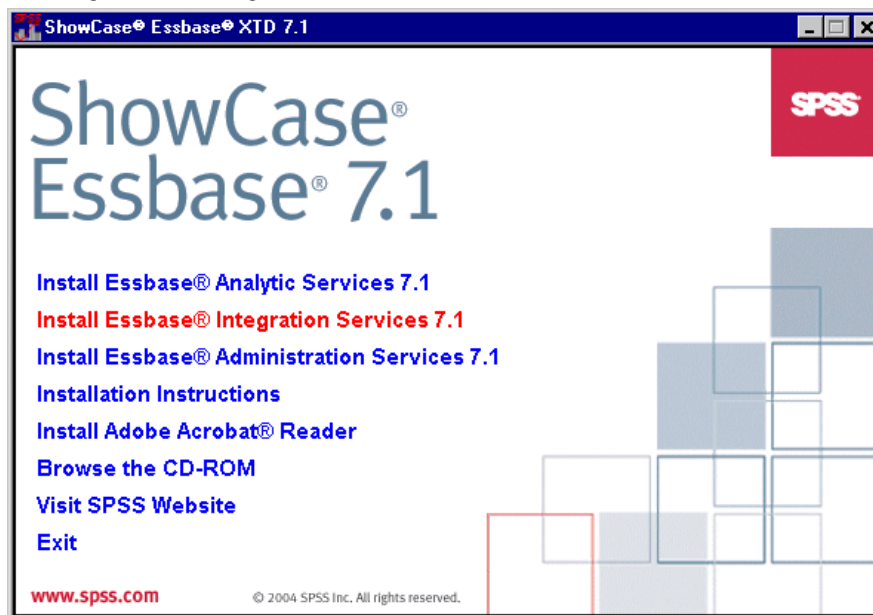 ShowCase® Essbase® XTD 7.1
SPSS
ShowCase®
Essbase® 7.1
Install Essbase® Analytic Services 7.1
Install Essbase® Integration Services 7.1
Install Essbase® Administration Services 7.1
Installation Instructions
Install Adobe Acrobat® Reader
Browse the CD-ROM
Visit SPSS Website
Exit
www.spss.com © 2004 SPSS Inc. All rights reserved.